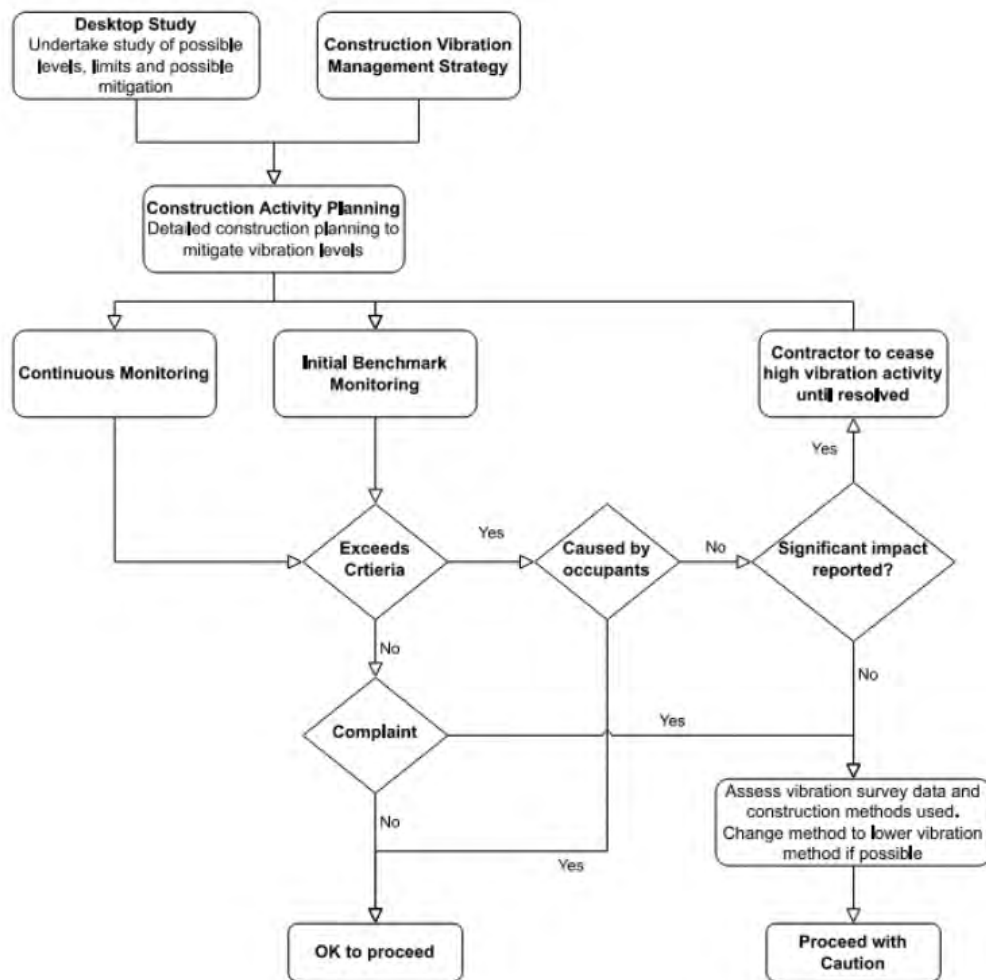 Desktop Study
Undertake study of possible
levels, limits and possible
mitigation
Construction Vibration
Management Strategy
Construction Activity Planning
Detailed construction planning to
mitigate vibration levels
Continuous Monitoring
Initial Benchmark
Monitoring
Contractor to cease
high vibration activity
until resolved
Yes
Exceeds
Crtieria
Yes
Caused by
occupants
No
Significant impact
reported?
No
No
Complaint
Yes
Assess vibration survey data and
construction methods used.
Change method to lower vibration
method if possible
No
Yes
OK to proceed
Proceed with
Caution